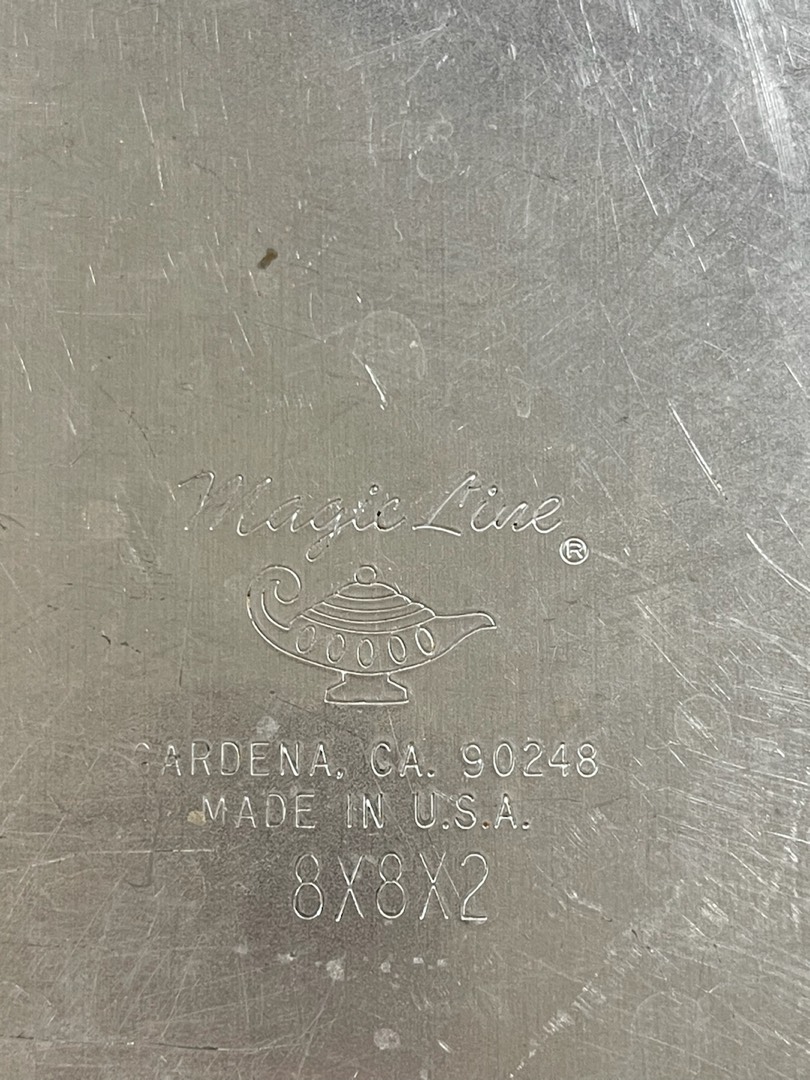 Magic Line
®
GARDENA, CA. 90248
MADE IN U.S.A.
8X8X2